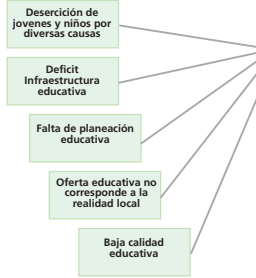 Desercición de
jovenes y niños por
diversas causas
Deficit
Infraestructura
educativa
Falta de planeación
educativa
Oferta educativa no
corresponde a la
realidad local
Baja calidad
educativa